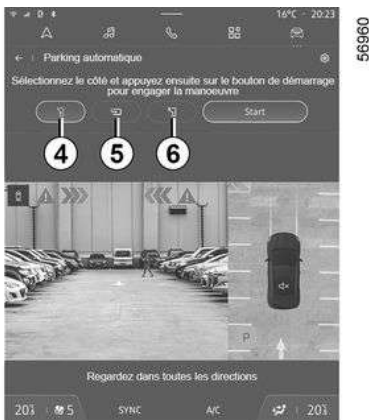 16°C - 20:23
Parking automatique
Sélectionnez le côté et appuyez ensuite sur le bouton de démarrage
pour engager la manoeuvre
Start
4
5
6
P
Regardez dans toutes les directions
5
SYNC
A/C
56960